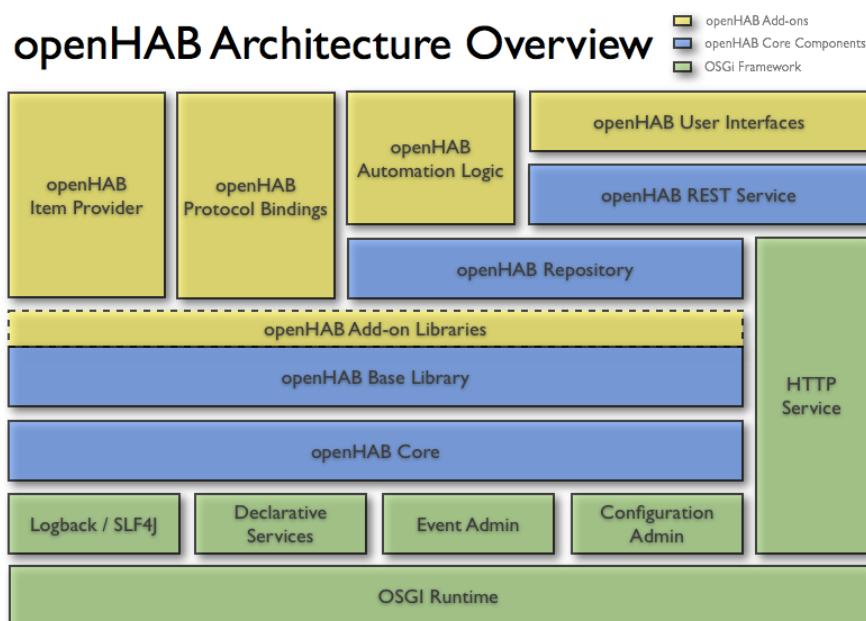 openHAB Architecture Overview
openHAB Add-ons
openHAB Core Components
OSGi Framework
openHAB
Item Provider
openHAB
Protocol Bindings
openHAB
Automation Logic
openHAB User Interfaces
openHAB REST Service
openHAB Repository
openHAB Add-on Libraries
openHAB Base Library
HTTP
Service
openHAB Core
Logback / SLF4J
Declarative
Services
Event Admin
Configuration
Admin
OSGI Runtime